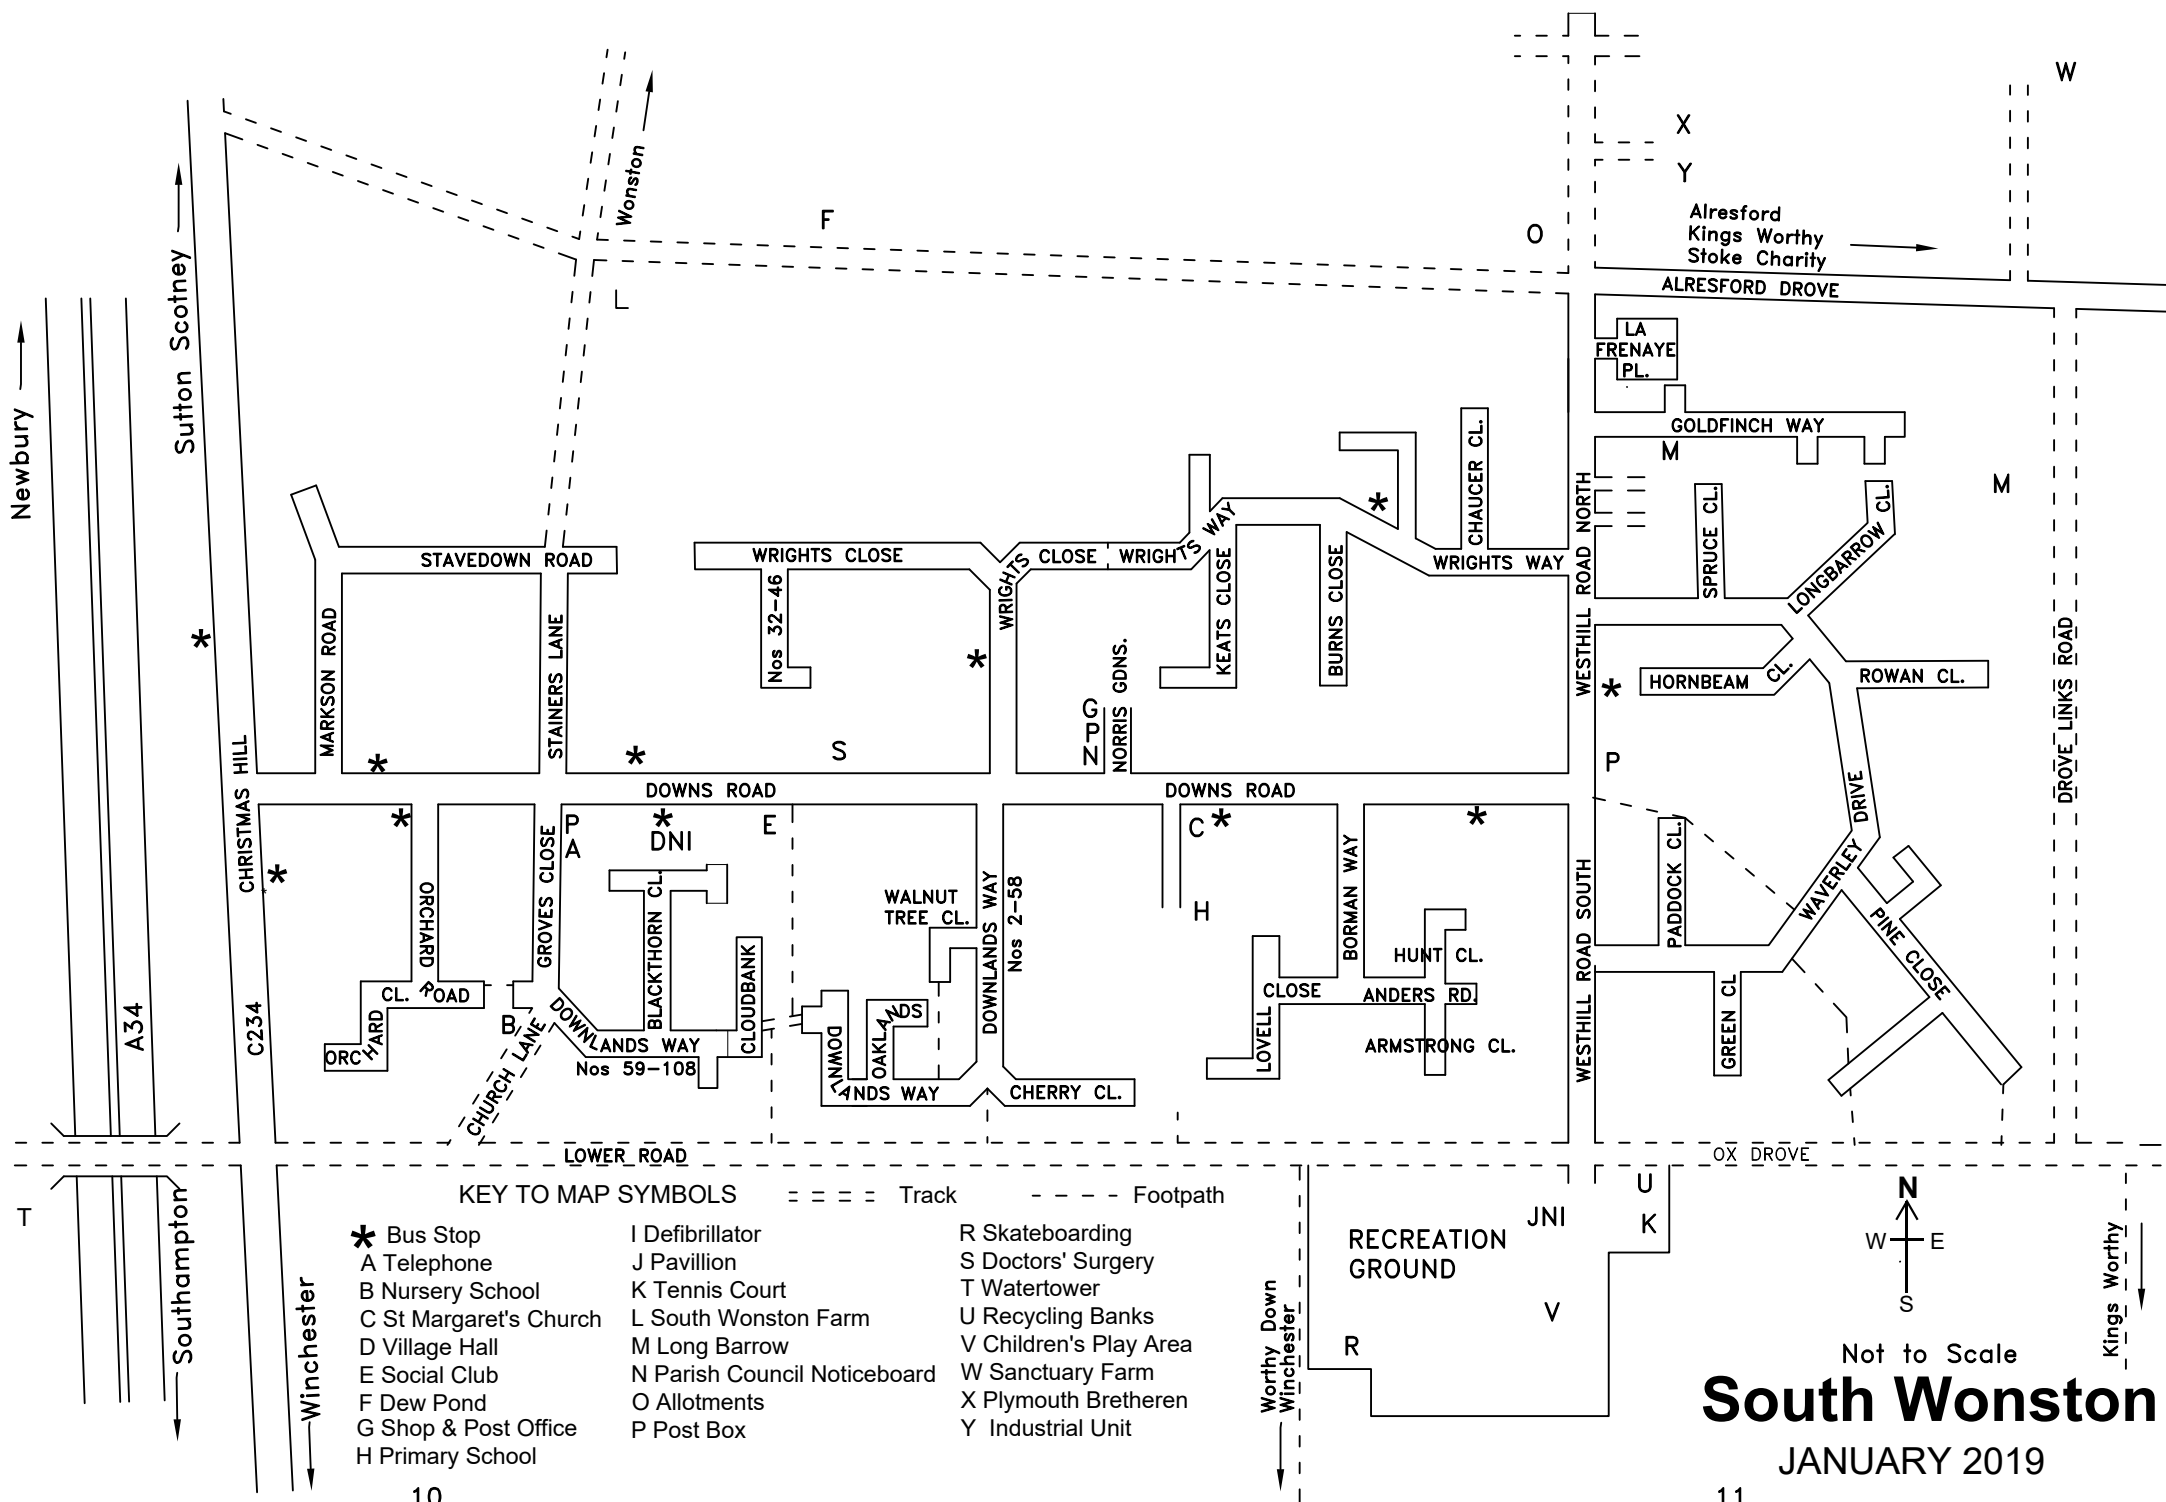 W
X
Y
Wonston
F
O
Alresford
Kings Worthy
Stoke Charity
ALRESFORD DROVE
L
Sutton Scotney
Newbury
LA
FRENAYE
PL.
GOLDFINCH WAY
M
M
CHAUCER CL.
WESTHILL ROAD NORTH
SPRUCE CL.
LONGBARROW CL.
*
STAVEDOWN ROAD
WRIGHTS CLOSE
WRIGHTS CLOSE
WRIGHTS WAY
WRIGHTS WAY
Nos 32-46
KEATS CLOSE
BURNS CLOSE
*
MARKSON ROAD
STAINERS LANE
*
NORRIS GDNS.
G
P
N
*
HORNBEAM CL.
ROWAN CL.
DROVE LINKS ROAD
P
S
*
*
CHRISTMAS HILL
DOWNS ROAD
DOWNS ROAD
*
*
P
A
*
DNI
E
C
*
*
*
H
ORCHARD ROAD
GROVES CLOSE
BLACKTHORN CL.
CLOUDBANK
WALNUT
TREE CL.
DOWNLANDS WAY
Nos 2-58
BORMAN WAY
HUNT CL.
WESTHILL ROAD SOUTH
PADDOCK CL.
WAVERLEY DRIVE
PINE CLOSE
ORCHARD CL.
B
DOWNLANDS WAY
Nos 59-108
DOWNLANDS WAY
OAKLANDS
CHERRY CL.
LOVELL CLOSE
ANDERS RD.
ARMSTRONG CL.
GREEN CL
A34
C234
CHURCH LANE
LOWER ROAD
OX DROVE
T
Southampton
Winchester
KEY TO MAP SYMBOLS
Track
Footpath
* Bus Stop
A Telephone
B Nursery School
C St Margaret's Church
D Village Hall
E Social Club
F Dew Pond
G Shop & Post Office
H Primary School
I Defibrillator
J Pavillion
K Tennis Court
L South Wonston Farm
M Long Barrow
N Parish Council Noticeboard
O Allotments
P Post Box
R Skateboarding
S Doctors' Surgery
T Watertower
U Recycling Banks
V Children's Play Area
W Sanctuary Farm
X Plymouth Bretheren
Y Industrial Unit
Worthy Down
Winchester
RECREATION
GROUND
JNI
U
K
V
R
N
W E
S
Kings Worthy
Not to Scale
South Wonston
JANUARY 2019
10
11